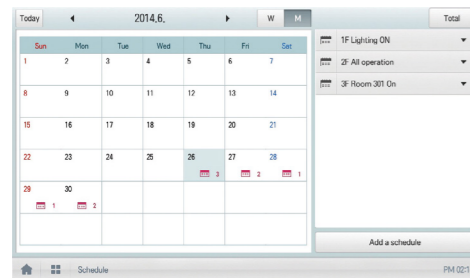 Today 2014,6, W M Total
Sun Mon Tue Wed Thu Fri Sat
1 2 3 4 5 6 7
8 9 10 11 12 13 14
15 16 17 18 19 20 21
22 23 24 25 26 27 28
3 2 1
29 30
1 2
1F Lighting ON
2F All operation
3F Room 301 On
Add a schedule
Schedule PM 02:1